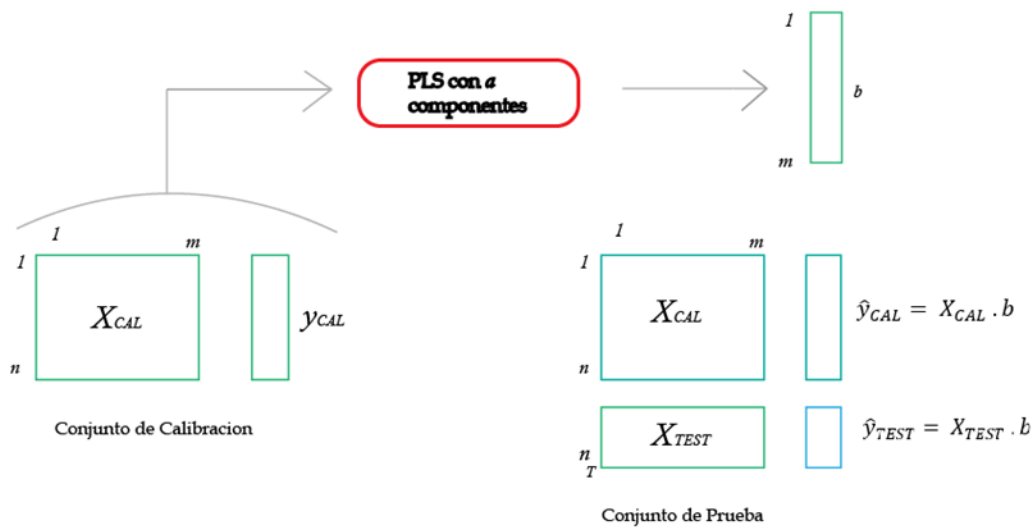 PLS con a
componentes
1
b
m
1
m
1
X_CAL
y_CAL
n
Conjunto de Calibracion
1
m
1
X_CAL
ŷ_CAL = X_CAL . b
n
X_TEST
ŷ_TEST = X_TEST . b
n_T
Conjunto de Prueba